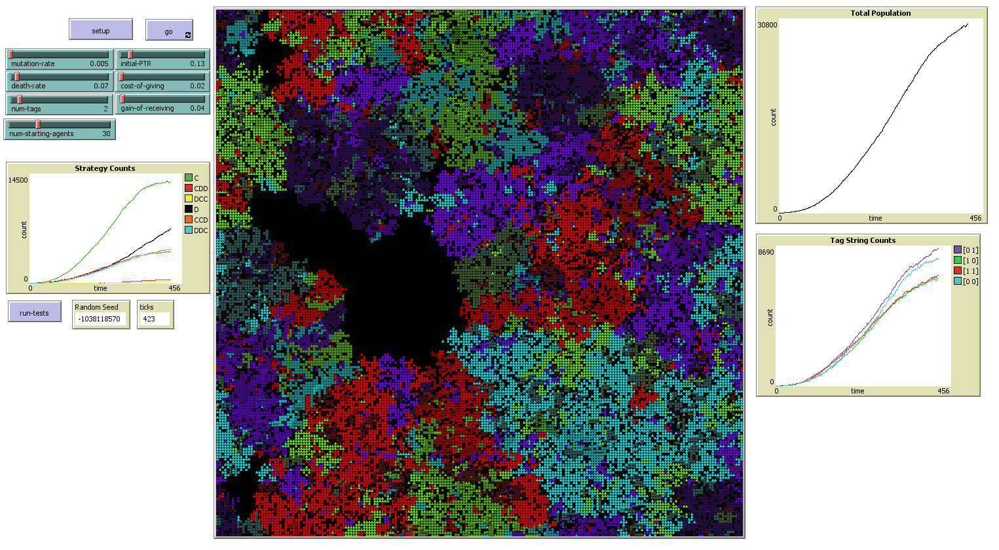 setup
go
mutation-rate 0.005
initial-PTR 0.13
death-rate 0.07
cost-of-giving 0.02
num-tags 2
gain-of-receiving 0.04
num-starting-agents 30
Strategy Counts
14500
count
0
0 time 456
C
CDD
DCC
D
CCD
DDC
run-tests
Random Seed
-1038118570
ticks
423
Total Population
30800
count
0
0 time 456
Tag String Counts
8690
count
0
0 time 456
[0 1]
[1 0]
[1 1]
[0 0]